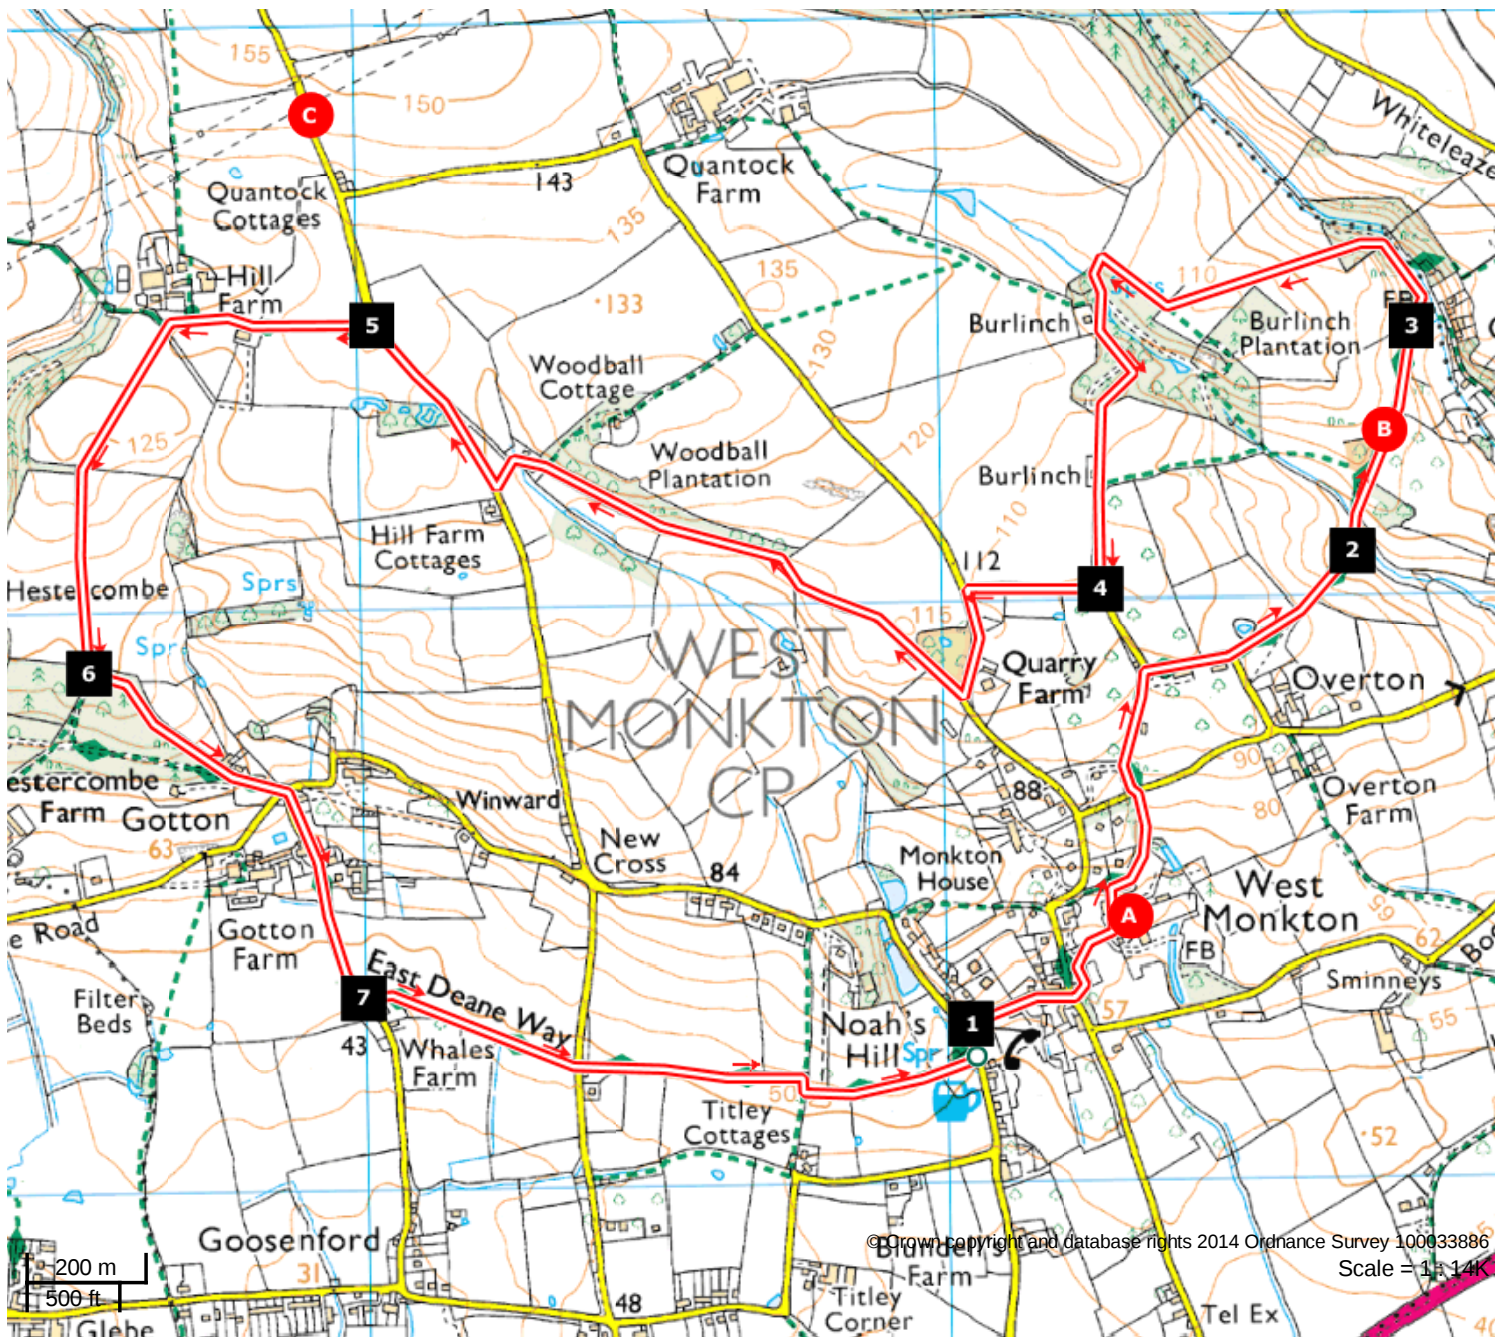 155
C
150
Whiteleaze
Quantock
Farm
143
Quantock
Cottages
135
135
133
110
Hill
Farm
5
Burlinch
Burlinch
Plantation
FB
3
130
Woodball
Cottage
125
120
B
Woodball
Plantation
Burlinch
110
Hill Farm
Cottages
2
112
4
Sprs
Hestercombe
115
WEST
MONKTON
CP
Spr
6
Quarry
Farm
Overton
90
estercombe
Farm
Gotton
63
Winward
88
80
Overton
Farm
New
Cross
84
Monkton
House
West
Monkton
65
A
62
e Road
Gotton
Farm
FB
Sminneys
East Deane Way
7
Filter
Beds
1
57
55
Noah's
Hill
Spr
43
Whales
Farm
50
Titley
Cottages
52
Goosenford
31
© Crown copyright and database rights 2014 Ordnance Survey 100033886
Blundell's
Farm
Scale = 1 : 14K
200 m
500 ft
48
Titley
Corner
Tel Ex
Glebe